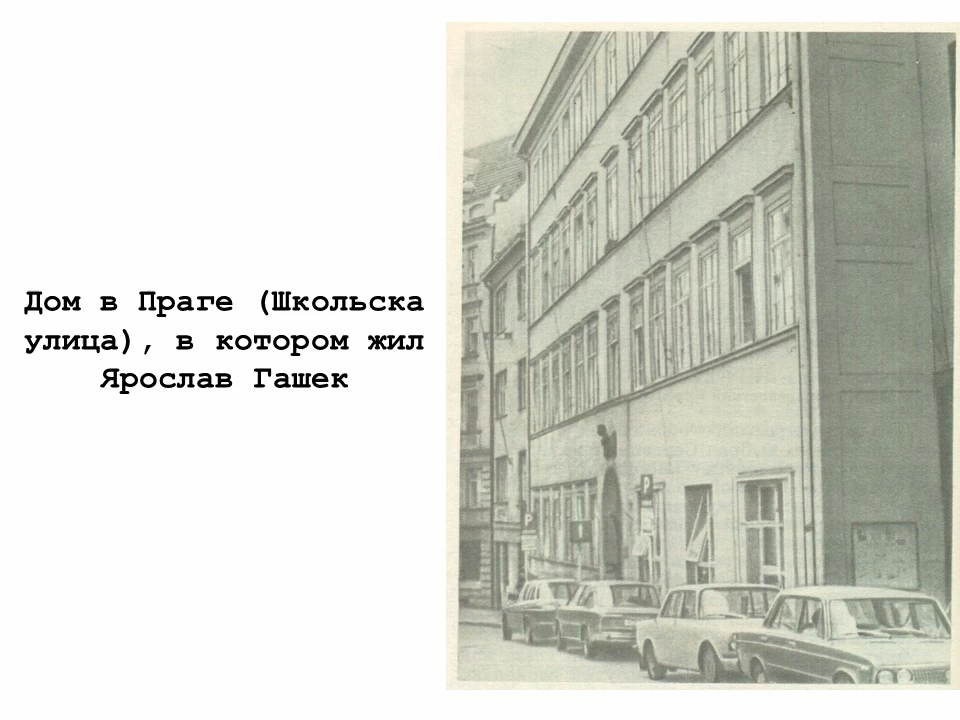 Дом в Праге (Школьска
улица), в котором жил
Ярослав Гашек
P
P